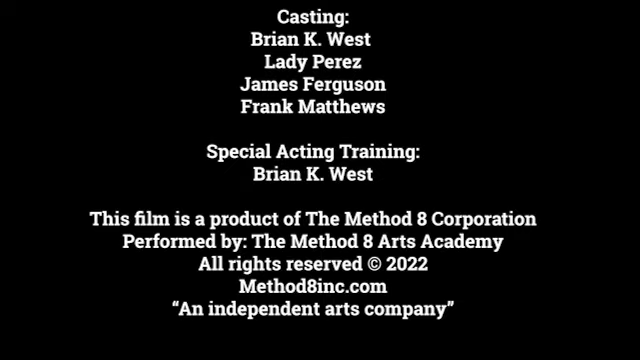 Casting:
Brian K. West
Lady Perez
James Ferguson
Frank Matthews
Special Acting Training:
Brian K. West
This film is a product of The Method 8 Corporation
Performed by: The Method 8 Arts Academy
All rights reserved © 2022
Method8inc.com
“An independent arts company”